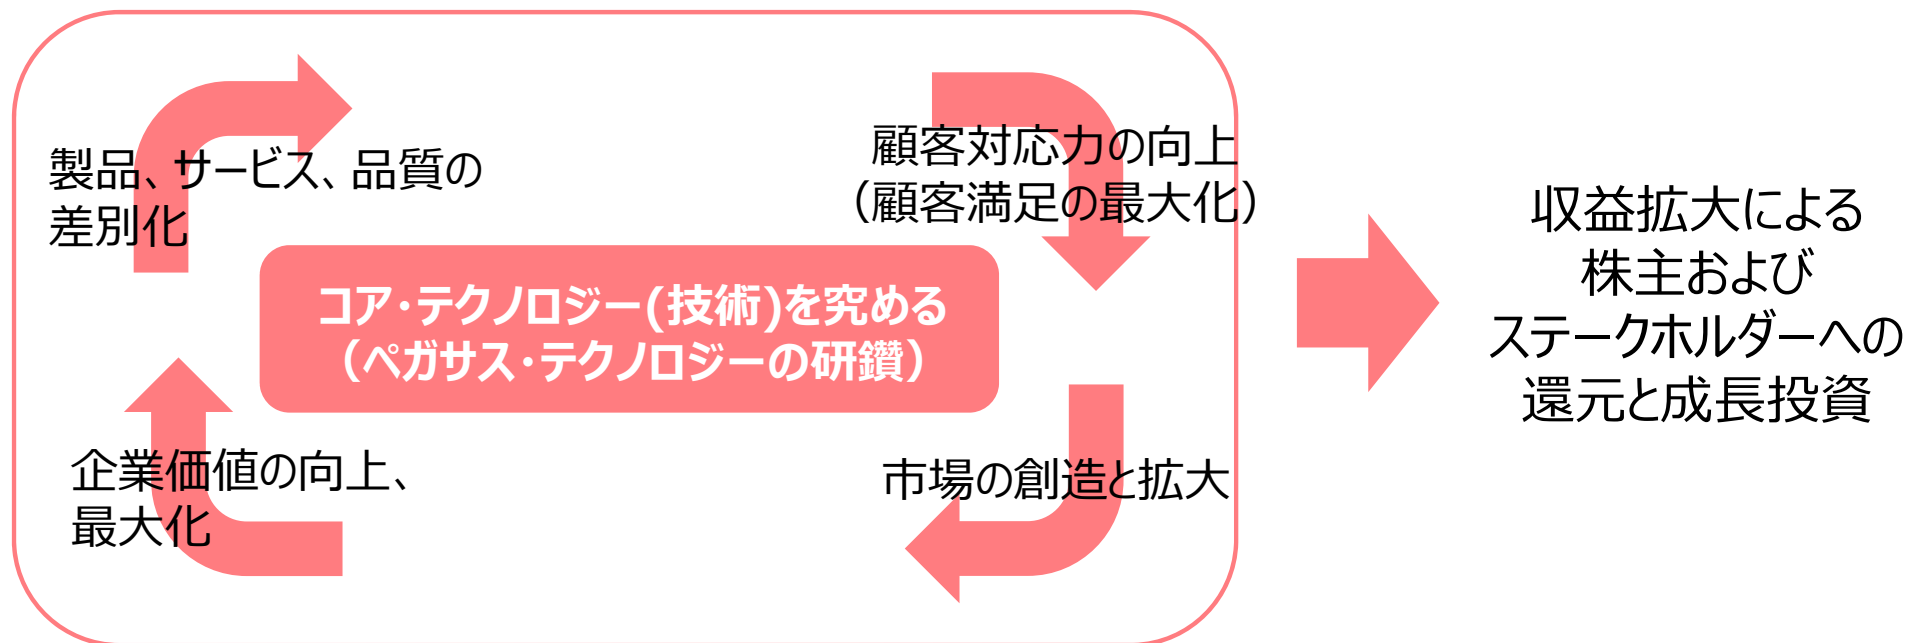 製品、サービス、品質の
差別化
顧客対応力の向上
（顧客満足の最大化）
コア・テクノロジー(技術)を究める
（ペガサス・テクノロジーの研鑽）
企業価値の向上、
最大化
市場の創造と拡大
収益拡大による
株主および
ステークホルダーへの
還元と成長投資